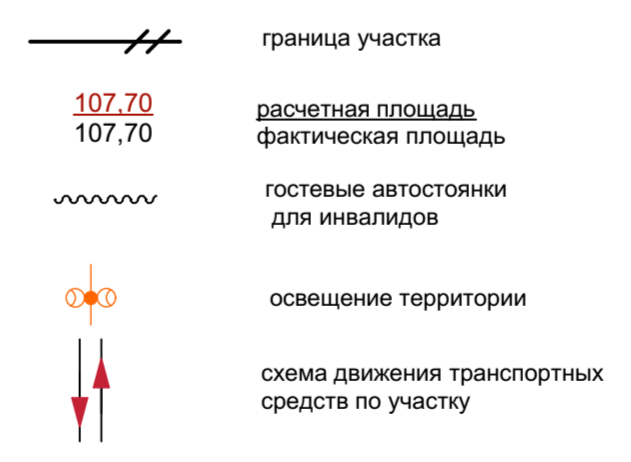 граница участка
107,70
107,70
расчетная площадь
фактическая площадь
гостевые автостоянки
для инвалидов
освещение территории
схема движения транспортных
средств по участку